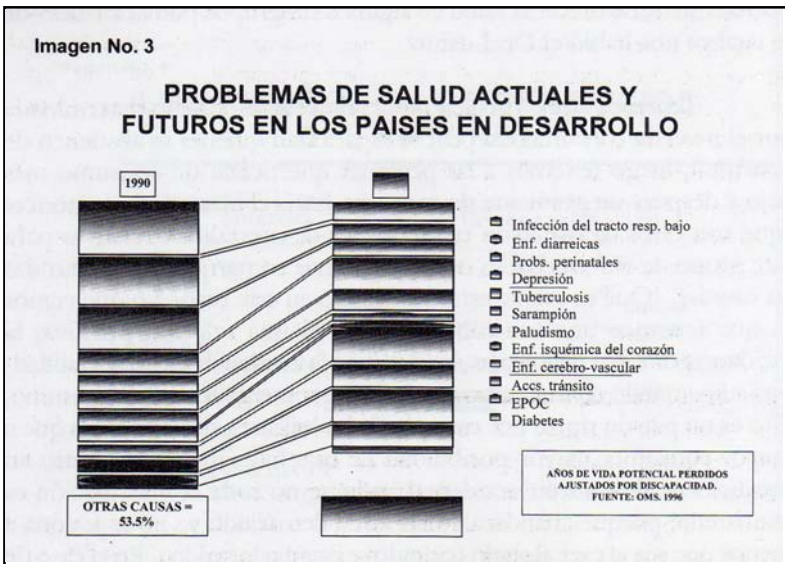 Imagen No. 3
PROBLEMAS DE SALUD ACTUALES Y
FUTUROS EN LOS PAISES EN DESARROLLO
1990
Infección del tracto resp. bajo
Enf. diarreicas
Probs. perinatales
Depresión
Tuberculosis
Sarampión
Paludismo
Enf. isquémica del corazón
Enf. cerebro-vascular
Accs. tránsito
EPOC
Diabetes
OTRAS CAUSAS =
53.5%
AÑOS DE VIDA POTENCIAL PERDIDOS
AJUSTADOS POR DISCAPACIDAD.
FUENTE: OMS. 1996